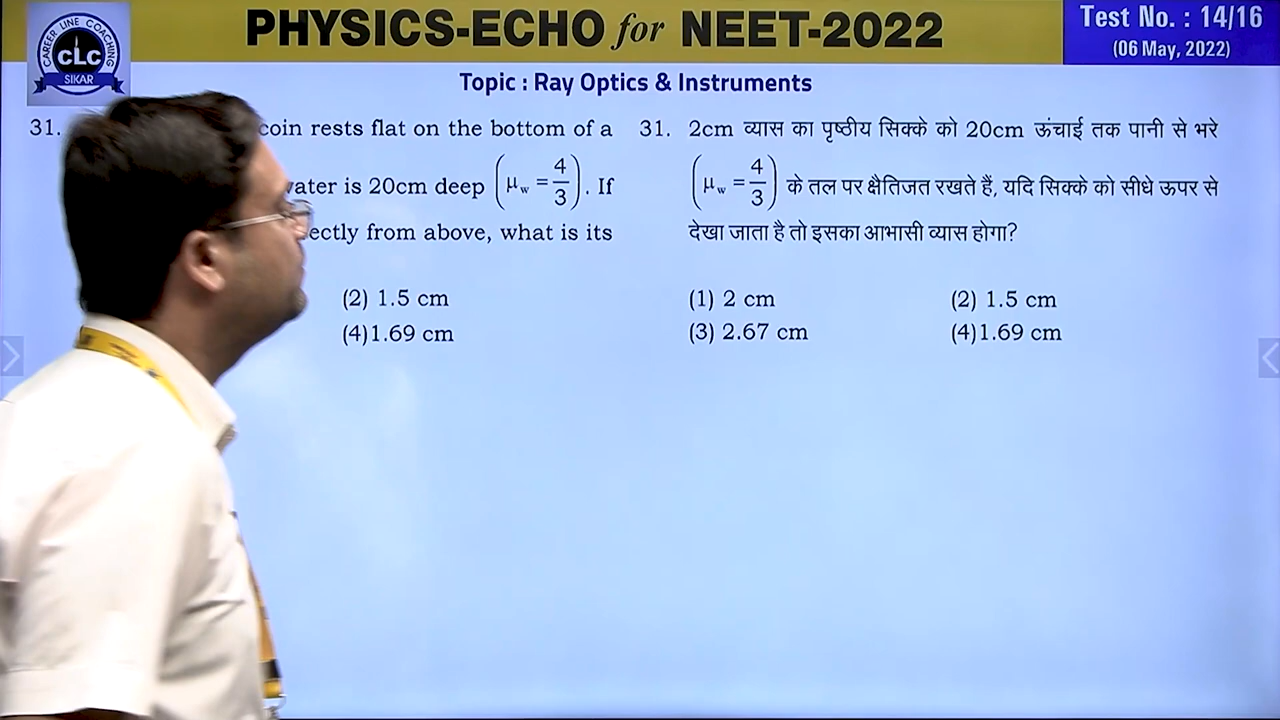 PHYSICS-ECHO for NEET-2022
Test No. : 14/16
(06 May, 2022)
CAREER LINE COACHING
CLC
SIKAR
Topic : Ray Optics & Instruments
31.
coin rests flat on the bottom of a
water is 20cm deep (μw = 4/3). If
from above, what is its
(2) 1.5 cm
(4)1.69 cm
31. 2cm व्यास का पृष्ठीय सिक्के को 20cm ऊंचाई तक पानी से भरे
(μw = 4/3) के तल पर क्षैतिजत रखते हैं, यदि सिक्के को सीधे ऊपर से
देखा जाता है तो इसका आभासी व्यास होगा?
(1) 2 cm (2) 1.5 cm
(3) 2.67 cm (4)1.69 cm